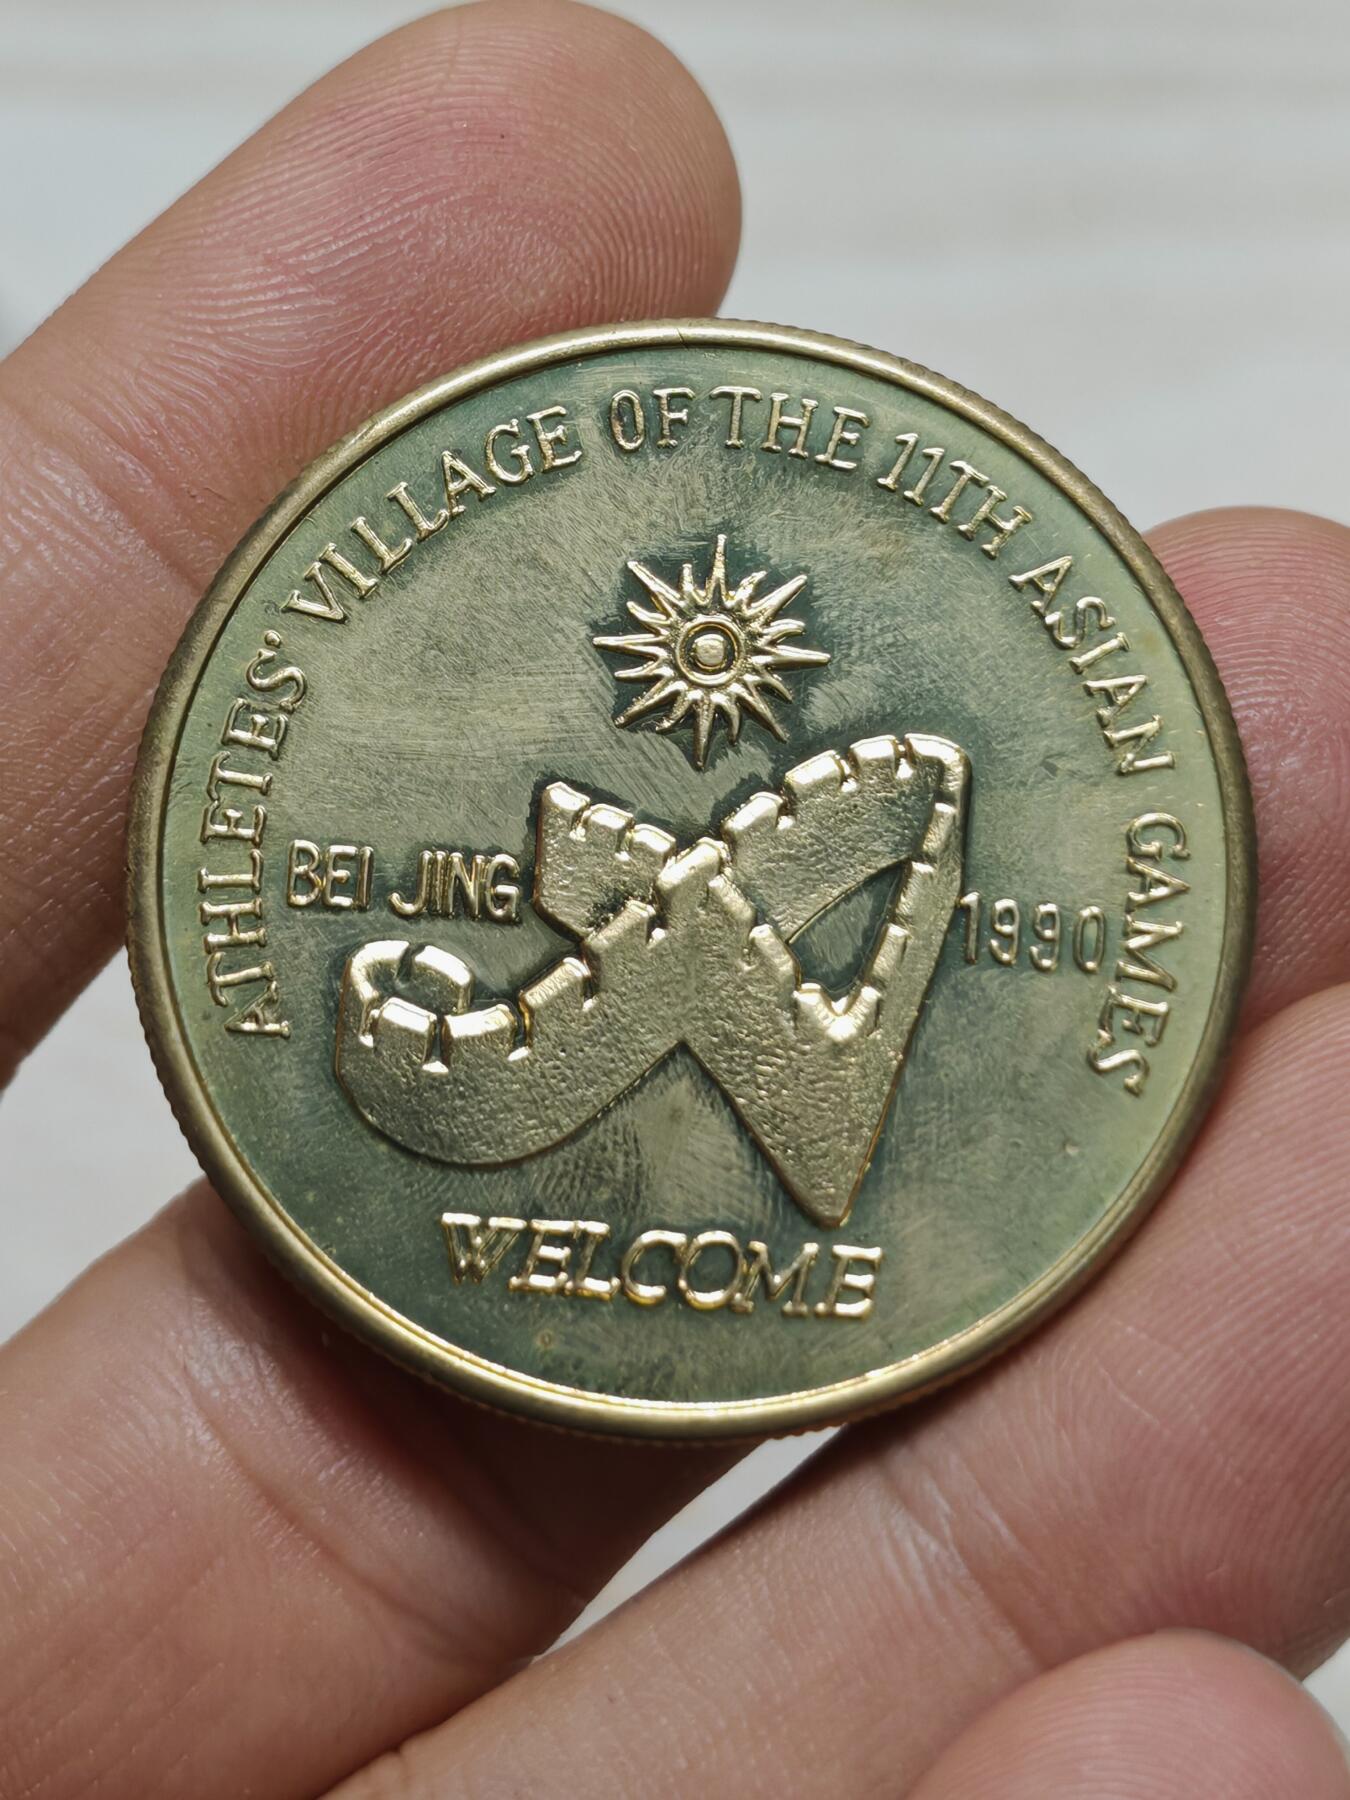 ATHLETES' VILLAGE OF THE 11TH ASIAN GAMES
BEI JING 1990
WELCOME